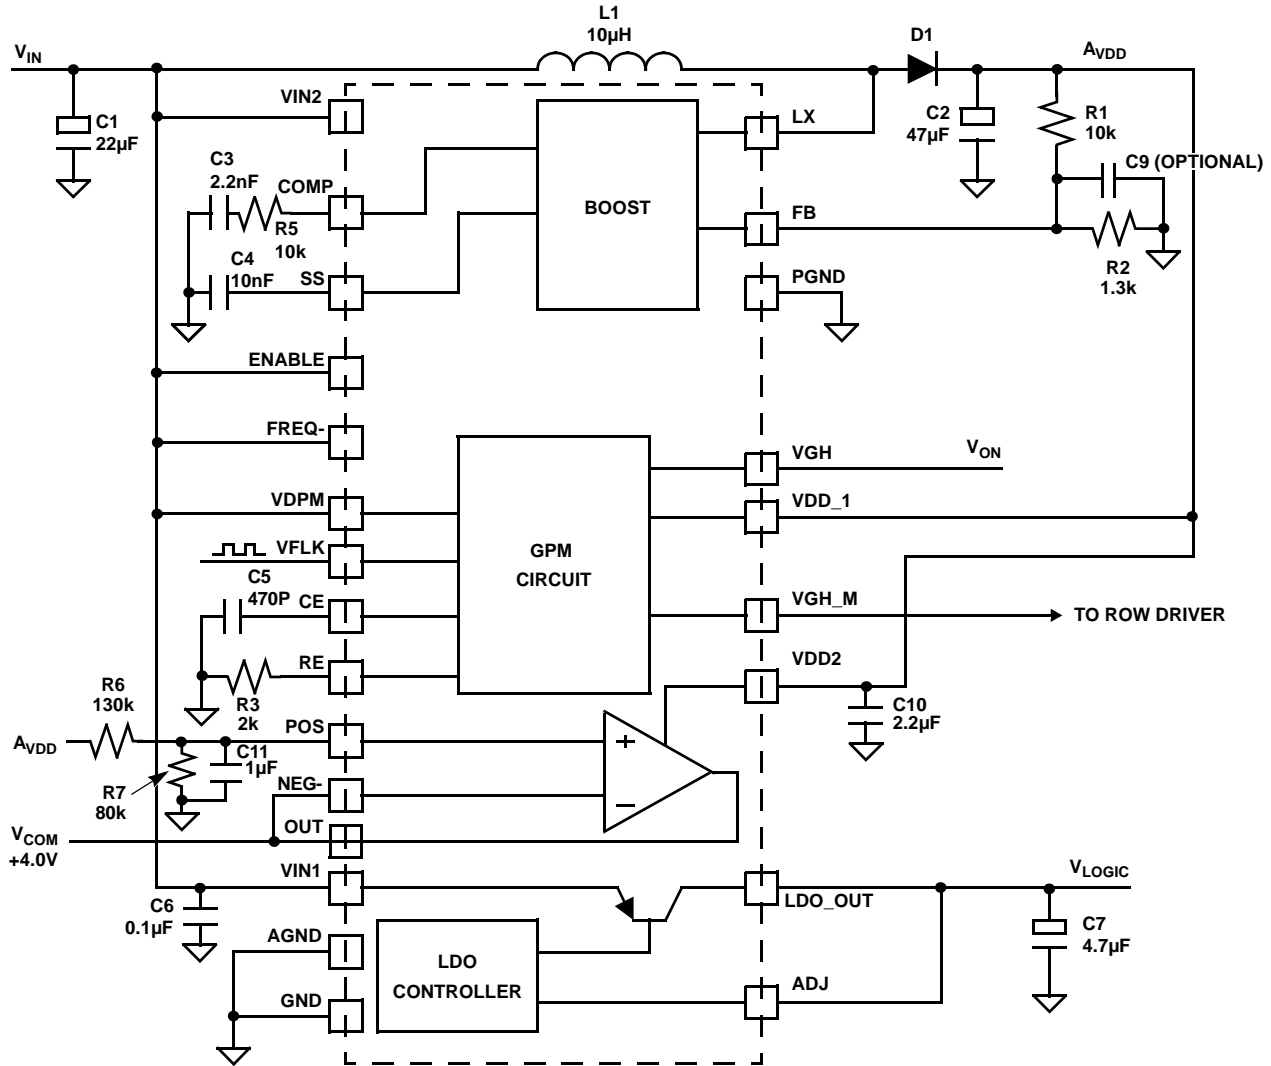 L1
10µH
VIN
D1
AVDD
VIN2
LX
C1
22µF
C2
47µF
R1
10k
C3
2.2nF
COMP
R5
10k
C9 (OPTIONAL)
BOOST
FB
C4
10nF
SS
PGND
R2
1.3k
ENABLE
FREQ-
VGH
VON
VDPM
VDD_1
VFLK
GPM
CIRCUIT
C5
470P
CE
VGH_M
TO ROW DRIVER
RE
VDD2
R6
130k
R3
2k
C10
2.2µF
POS
AVDD
C11
1µF
R7
80k
NEG-
+
–
OUT
VCOM
+4.0V
VIN1
VLOGIC
LDO_OUT
C6
0.1µF
C7
4.7µF
AGND
LDO
CONTROLLER
ADJ
GND